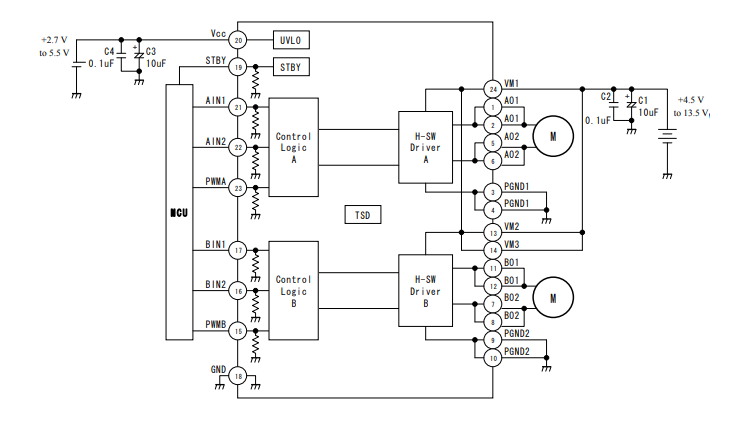 +2.7 V
to 5.5 V
C4
0.1uF
+
C3
10uF
Vcc
20
UVLO
STBY
19
STBY
MCU
AIN1
21
AIN2
22
PWMA
23
Control
Logic
A
H-SW
Driver
A
24
VM1
1
AO1
2
AO1
5
AO2
6
AO2
M
3
PGND1
4
PGND1
C2
0.1uF
+
C1
10uF
+4.5 V
to 13.5 V
TSD
13
VM2
14
VM3
BIN1
17
BIN2
16
PWMB
15
Control
Logic
B
H-SW
Driver
B
11
BO1
12
BO1
7
BO2
8
BO2
M
9
PGND2
10
PGND2
GND
18